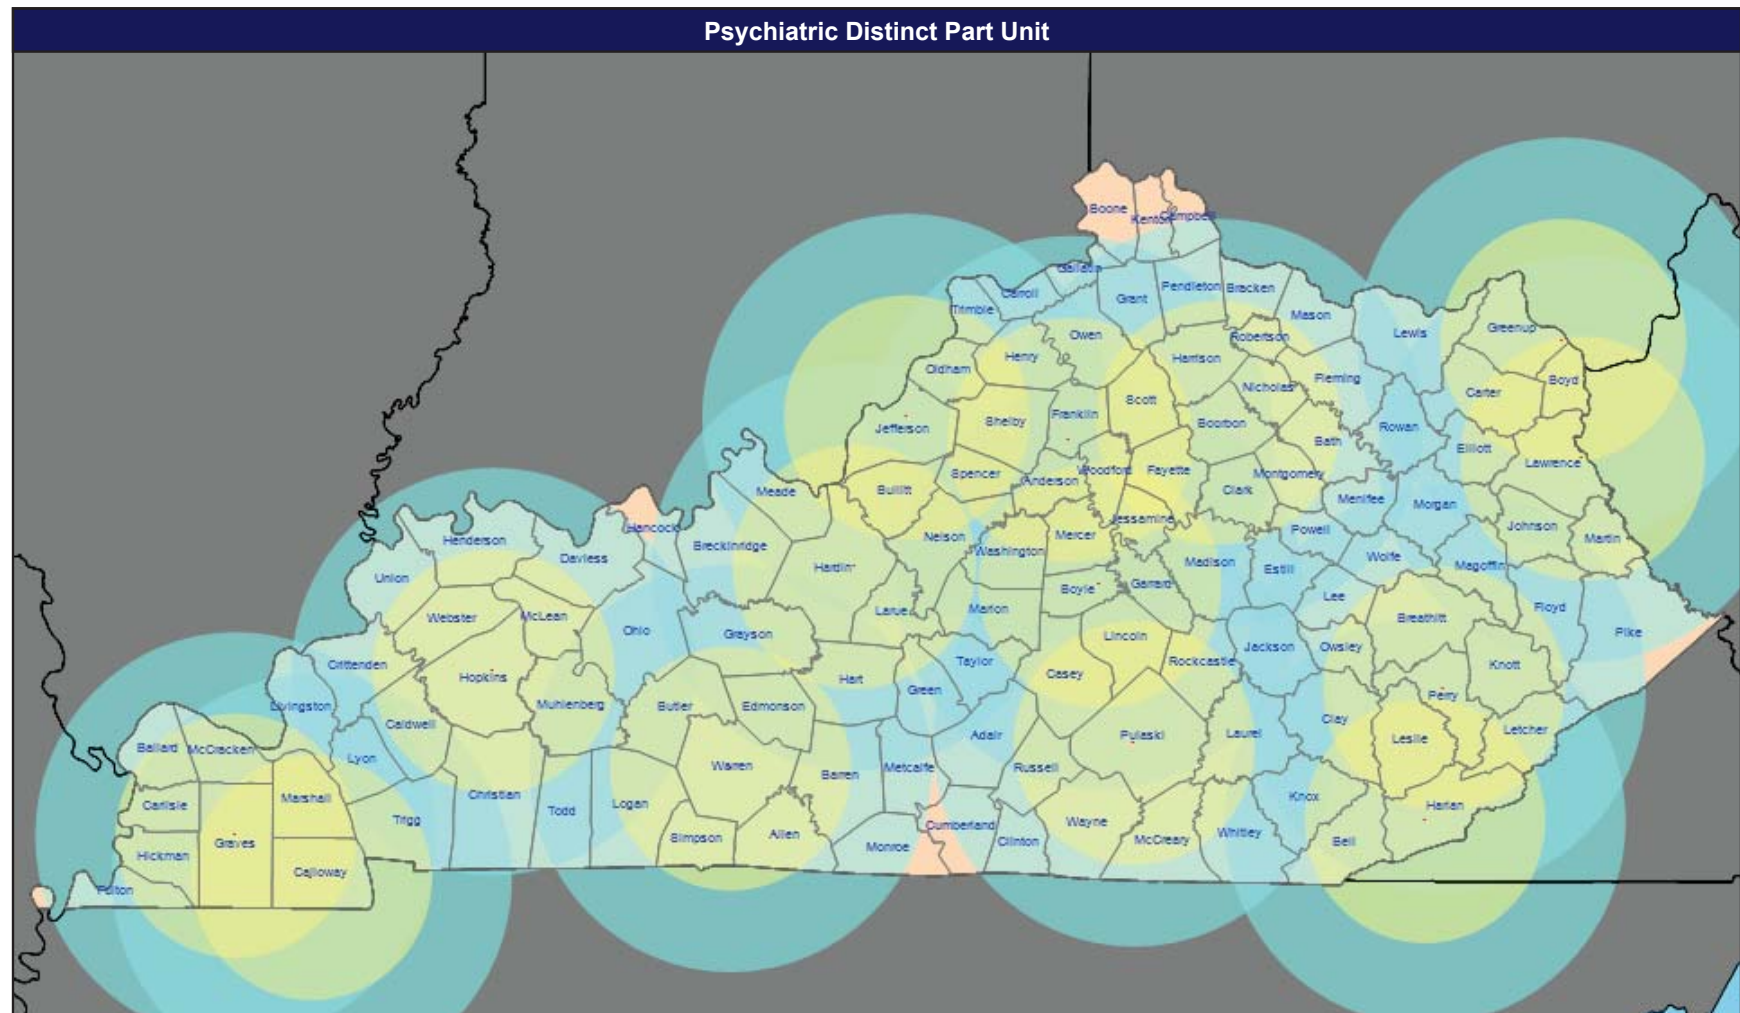 Psychiatric Distinct Part Unit
Boone
Kenton
Campbell
Gallatin
Carroll
Trimble
Grant
Pendleton
Bracken
Mason
Lewis
Greenup
Owen
Robertson
Henry
Harrison
Oldham
Fleming
Boyd
Nicholas
Carter
Scott
Shelby
Franklin
Bourbon
Jefferson
Rowan
Bath
Elliott
Lawrence
Spencer
Woodford
Fayette
Montgomery
Anderson
Bullitt
Clark
Meade
Menifee
Morgan
Jessamine
Hancock
Johnson
Powell
Mercer
Nelson
Martin
Henderson
Breckinridge
Washington
Daviess
Wolfe
Madison
Magoffin
Hardin
Estill
Union
Garrard
Boyle
Lee
Larue
Marion
Floyd
Webster
McLean
Breathitt
Ohio
Grayson
Lincoln
Pike
Jackson
Owsley
Taylor
Rockcastle
Crittenden
Knott
Casey
Hopkins
Hart
Green
Perry
Livingston
Muhlenberg
Butler
Edmonson
Clay
Caldwell
Letcher
Laurel
Adair
Pulaski
Leslie
Ballard
McCracken
Lyon
Warren
Metcalfe
Russell
Barren
Christian
Knox
Marshall
Carlisle
Logan
Harlan
Todd
Trigg
Wayne
Cumberland
Whitley
Allen
Simpson
McCreary
Clinton
Bell
Graves
Monroe
Hickman
Calloway
Fulton